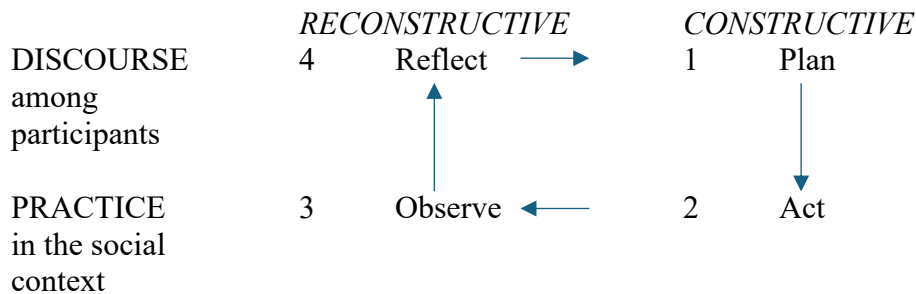 RECONSTRUCTIVE CONSTRUCTIVE
DISCOURSE 4 Reflect 1 Plan
among
participants
PRACTICE 3 Observe 2 Act
in the social
context